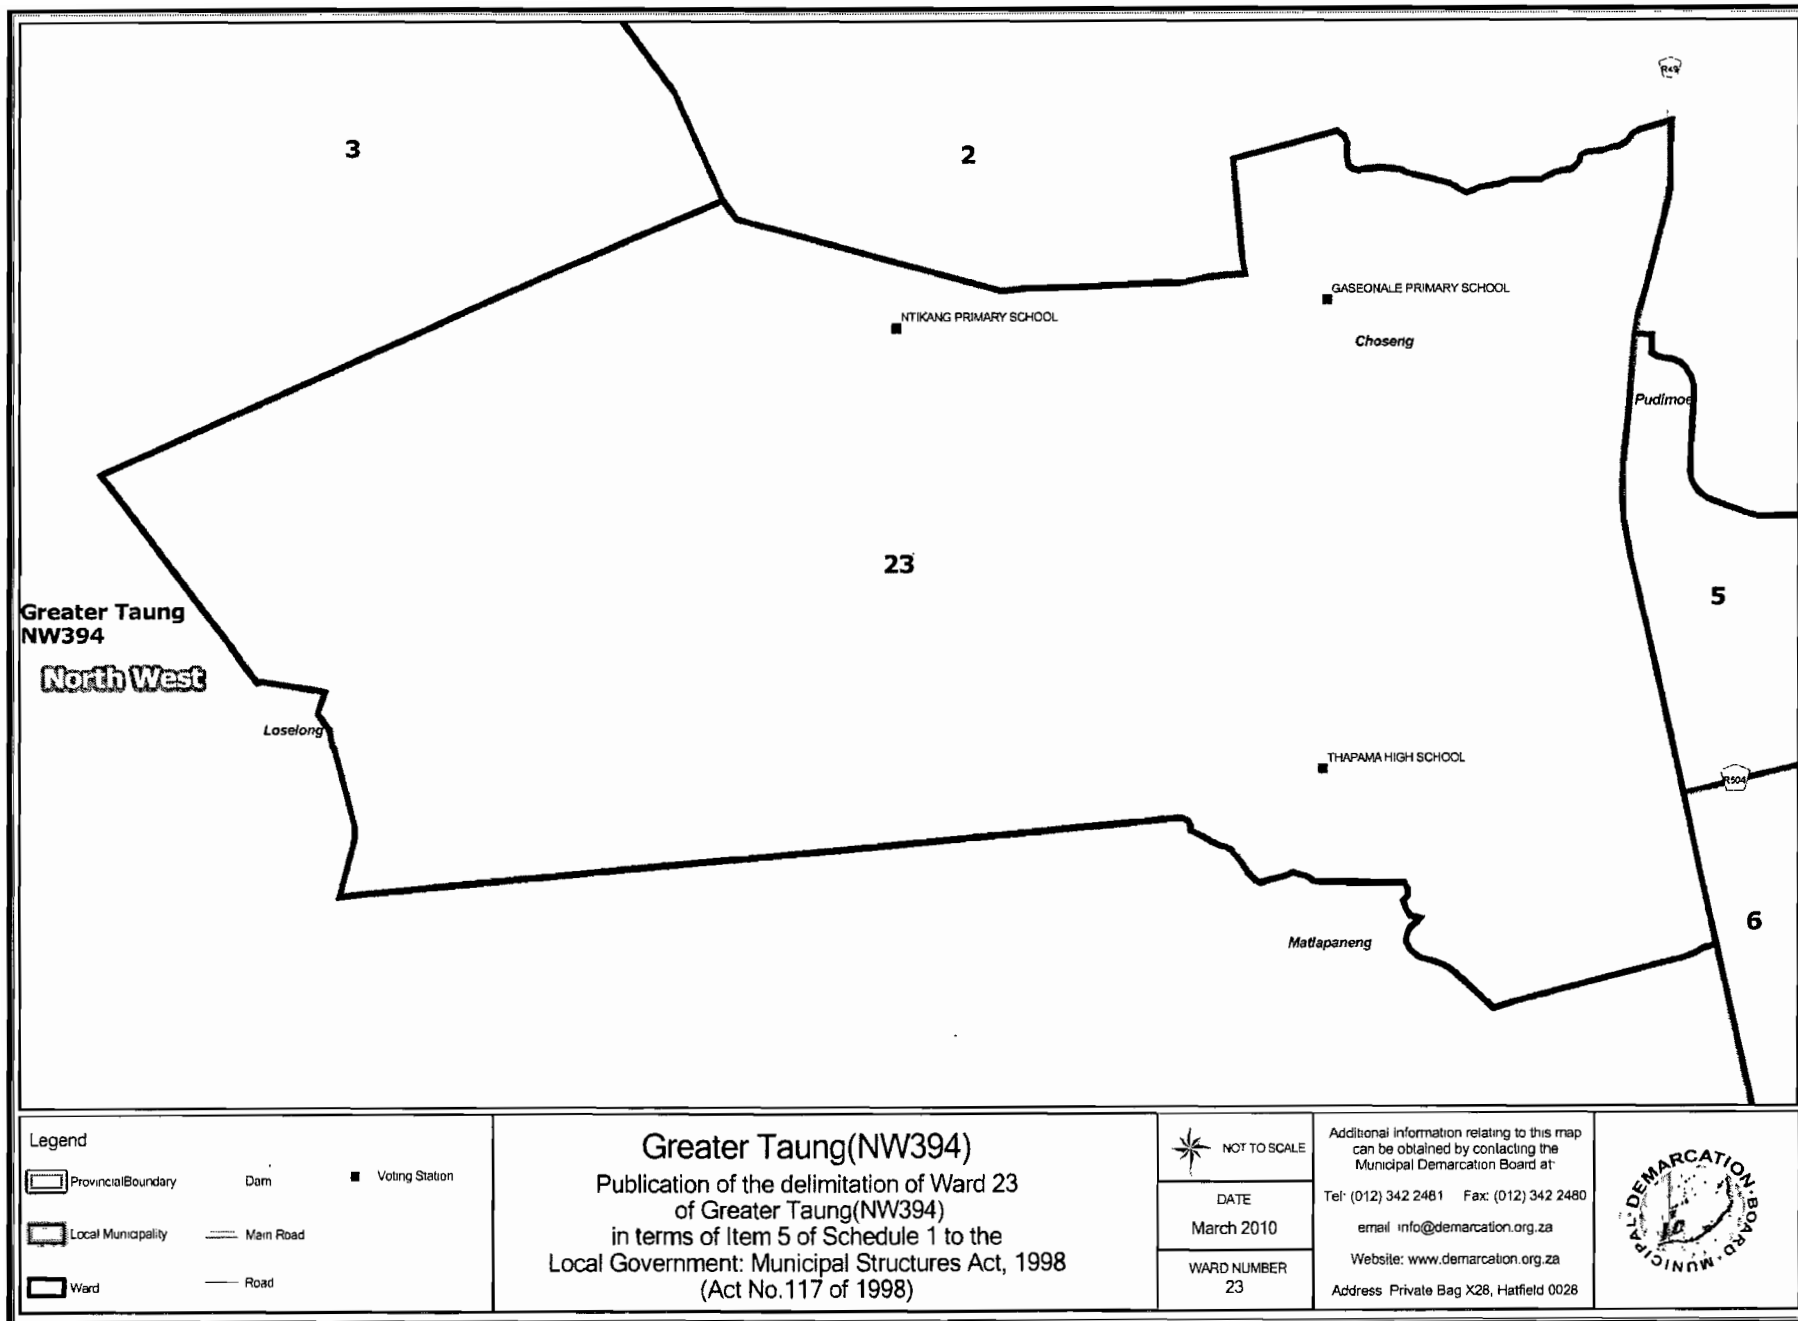 R49
3
2
GASEONALE PRIMARY SCHOOL
NTIKANG PRIMARY SCHOOL
Choseng
Pudimoe
23
5
Greater Taung
NW394
North West
Loselong
THAPAMA HIGH SCHOOL
R504
6
Matlapaneng
Legend
ProvincialBoundary
Dam
Voting Station
Local Municipality
Main Road
Ward
Road
Greater Taung(NW394)
Publication of the delimitation of Ward 23
of Greater Taung(NW394)
in terms of Item 5 of Schedule 1 to the
Local Government: Municipal Structures Act, 1998
(Act No.117 of 1998)
NOT TO SCALE
DATE
March 2010
WARD NUMBER
23
Additional information relating to this map
can be obtained by contacting the
Municipal Demarcation Board at
Tel: (012) 342 2481 Fax: (012) 342 2480
email info@demarcation.org.za
Website: www.demarcation.org.za
Address Private Bag X28, Hatfield 0028
MUNICIPAL · DEMARCATION · BOARD ·